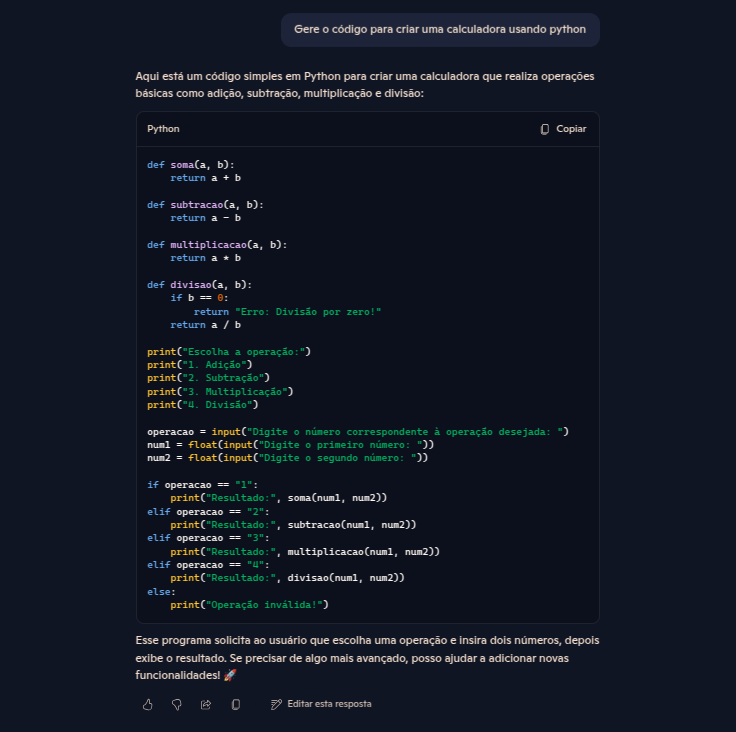 Gere o código para criar uma calculadora usando python
Aqui está um código simples em Python para criar uma calculadora que realiza operações
básicas como adição, subtração, multiplicação e divisão:
Python
Copiar
def soma(a, b):
    return a + b
def subtracao(a, b):
    return a - b
def multiplicacao(a, b):
    return a * b
def divisao(a, b):
    if b == 0:
        return "Erro: Divisão por zero!"
    return a / b
print("Escolha a operação:")
print("1. Adição")
print("2. Subtração")
print("3. Multiplicação")
print("4. Divisão")
operacao = input("Digite o número correspondente à operação desejada: ")
num1 = float(input("Digite o primeiro número: "))
num2 = float(input("Digite o segundo número: "))
if operacao == "1":
    print("Resultado:", soma(num1, num2))
elif operacao == "2":
    print("Resultado:", subtracao(num1, num2))
elif operacao == "3":
    print("Resultado:", multiplicacao(num1, num2))
elif operacao == "4":
    print("Resultado:", divisao(num1, num2))
else:
    print("Operação inválida!")
Esse programa solicita ao usuário que escolha uma operação e insira dois números, depois
exibe o resultado. Se precisar de algo mais avançado, posso ajudar a adicionar novas
funcionalidades! 🚀
Editar esta resposta